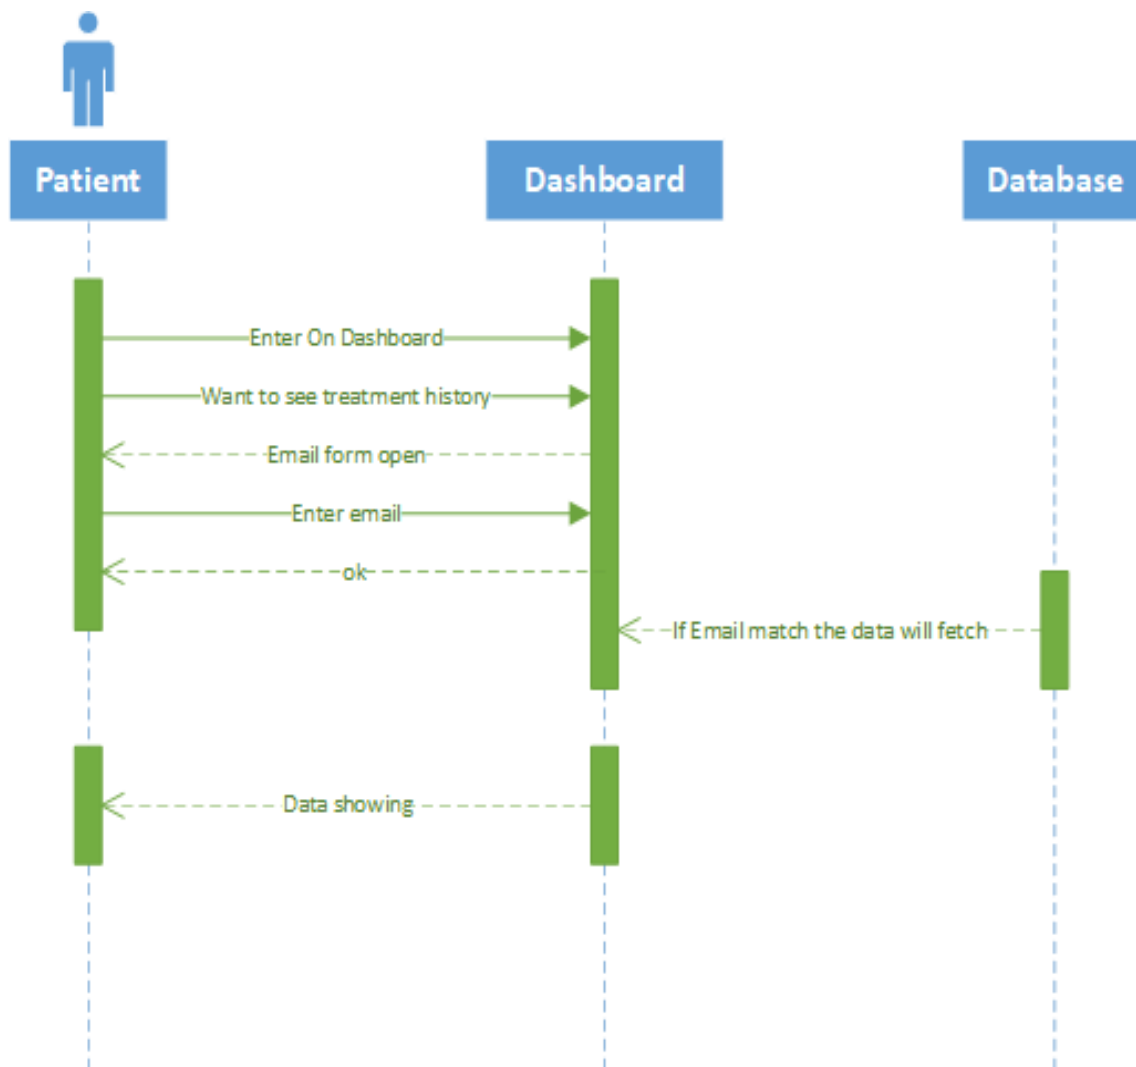 Patient
Dashboard
Database
Enter On Dashboard
Want to see treatment history
Email form open
Enter email
ok
If Email match the data will fetch
Data showing